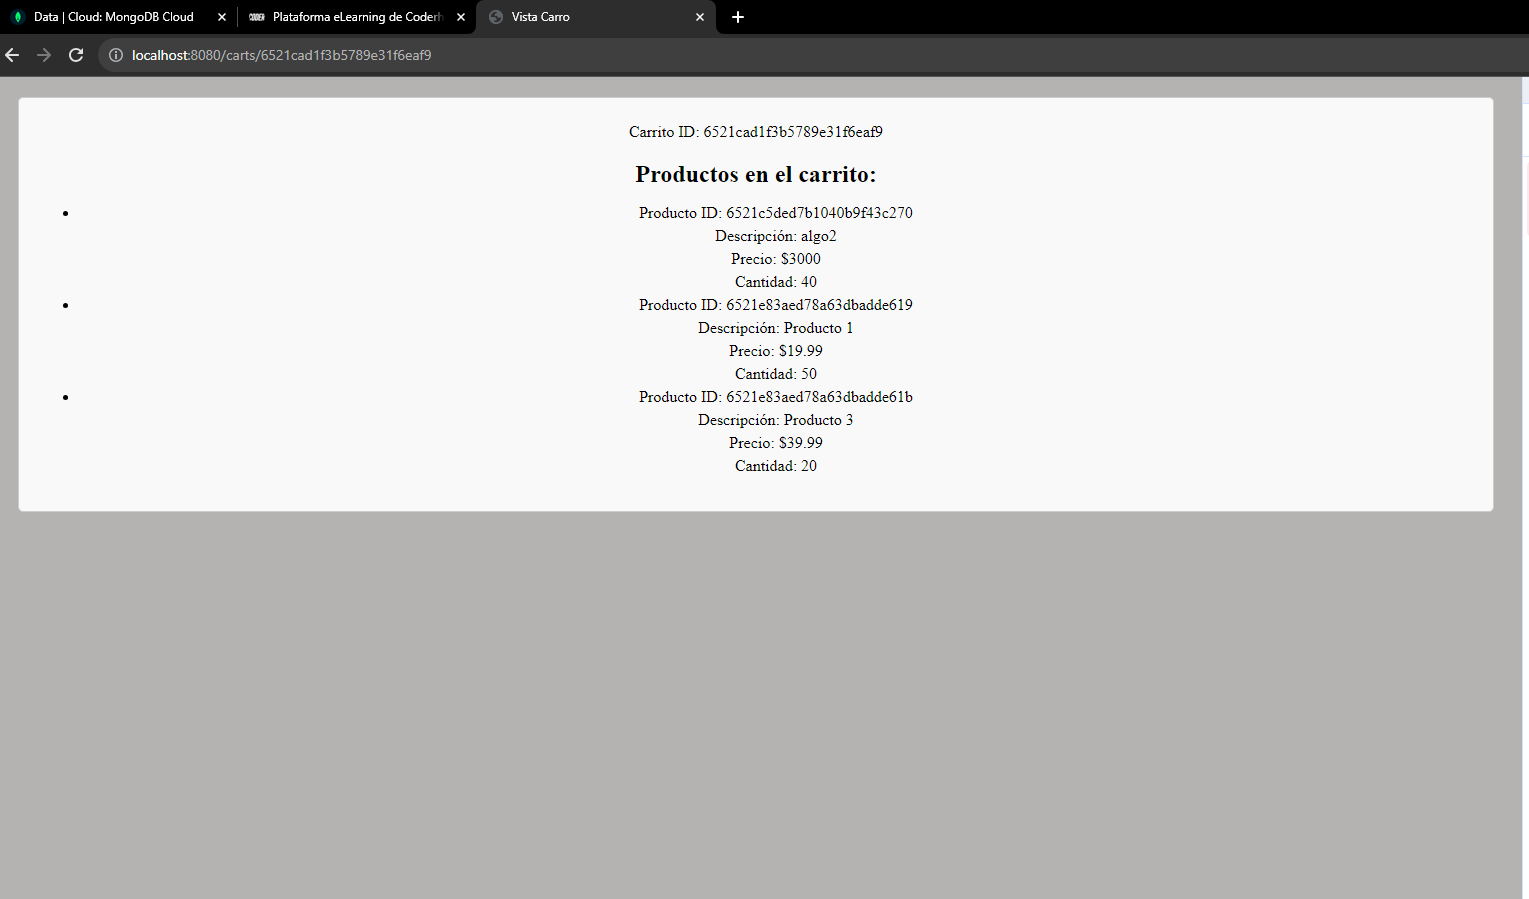 Data | Cloud: MongoDB Cloud
CODER
Plataforma eLearning de Coderh
Vista Carro
localhost:8080/carts/6521cad1f3b5789e31f6eaf9
Carrito ID: 6521cad1f3b5789e31f6eaf9
Productos en el carrito:
Producto ID: 6521c5ded7b1040b9f43c270
Descripción: algo2
Precio: $3000
Cantidad: 40
Producto ID: 6521e83aed78a63dbadde619
Descripción: Producto 1
Precio: $19.99
Cantidad: 50
Producto ID: 6521e83aed78a63dbadde61b
Descripción: Producto 3
Precio: $39.99
Cantidad: 20